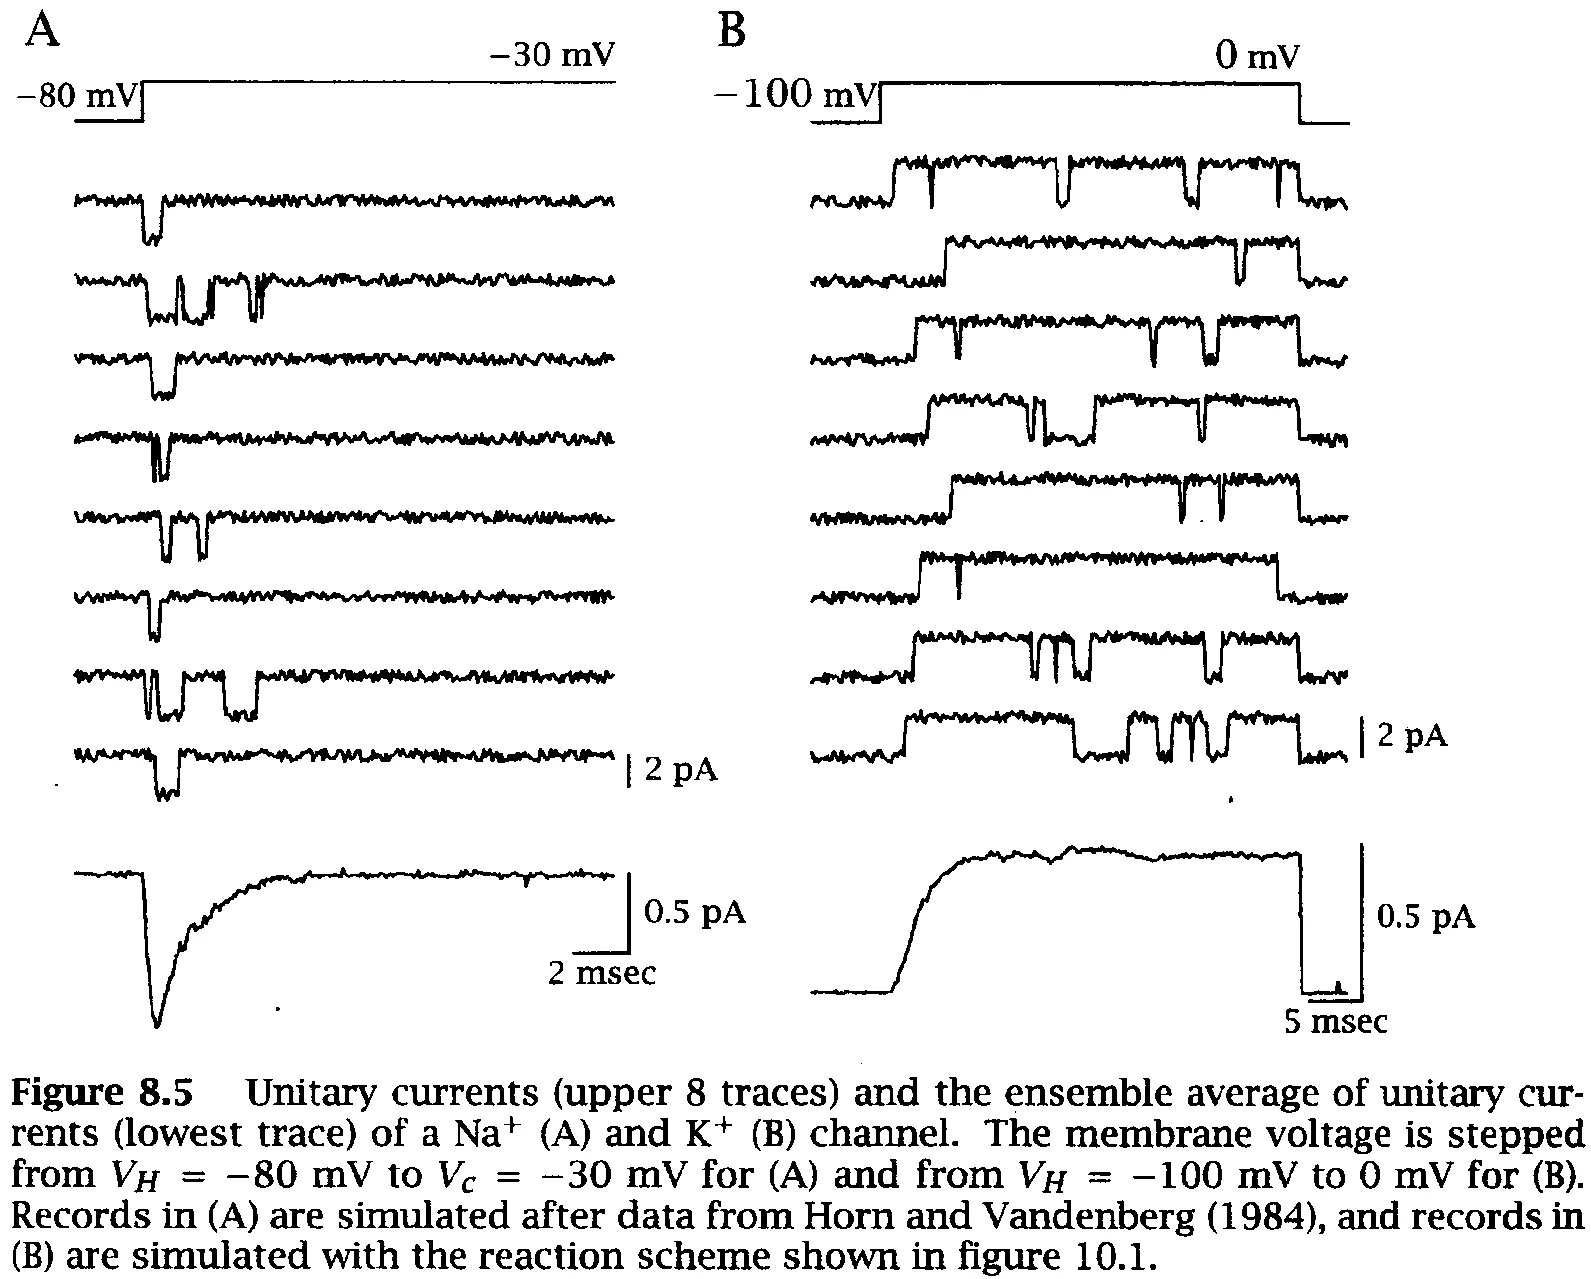 A
B
−30 mV
0 mV
−80 mV
−100 mV
2 pA
2 pA
0.5 pA
0.5 pA
2 msec
5 msec
Figure 8.5 Unitary currents (upper 8 traces) and the ensemble average of unitary cur-
rents (lowest trace) of a Na⁺ (A) and K⁺ (B) channel. The membrane voltage is stepped
from V_H = −80 mV to V_c = −30 mV for (A) and from V_H = −100 mV to 0 mV for (B).
Records in (A) are simulated after data from Horn and Vandenberg (1984), and records in
(B) are simulated with the reaction scheme shown in figure 10.1.